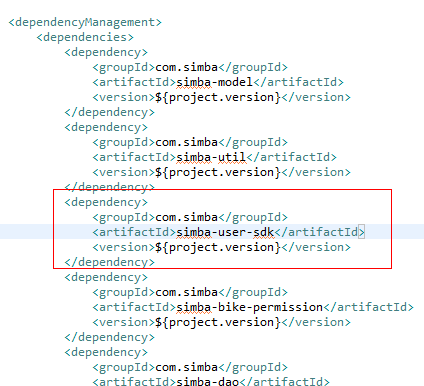 <dependencyManagement>
<dependencies>
<dependency>
<groupId>com.simba</groupId>
<artifactId>simba-model</artifactId>
<version>${project.version}</version>
</dependency>
<dependency>
<groupId>com.simba</groupId>
<artifactId>simba-util</artifactId>
<version>${project.version}</version>
</dependency>
<dependency>
<groupId>com.simba</groupId>
<artifactId>simba-user-sdk</artifactId>
<version>${project.version}</version>
</dependency>
<dependency>
<groupId>com.simba</groupId>
<artifactId>simba-bike-permission</artifactId>
<version>${project.version}</version>
</dependency>
<dependency>
<groupId>com.simba</groupId>
<artifactId>simba-dao</artifactId>